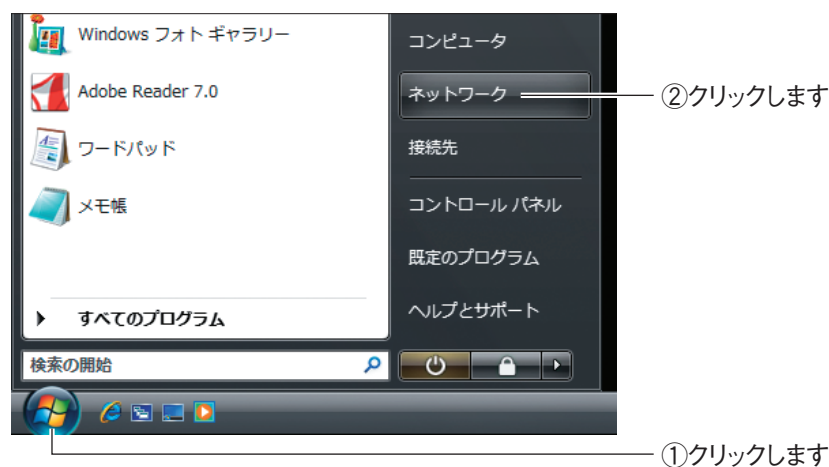 Windows フォト ギャラリー
Adobe Reader 7.0
ワードパッド
メモ帳
すべてのプログラム
検索の開始
コンピュータ
ネットワーク
接続先
コントロール パネル
既定のプログラム
ヘルプとサポート
②クリックします
①クリックします